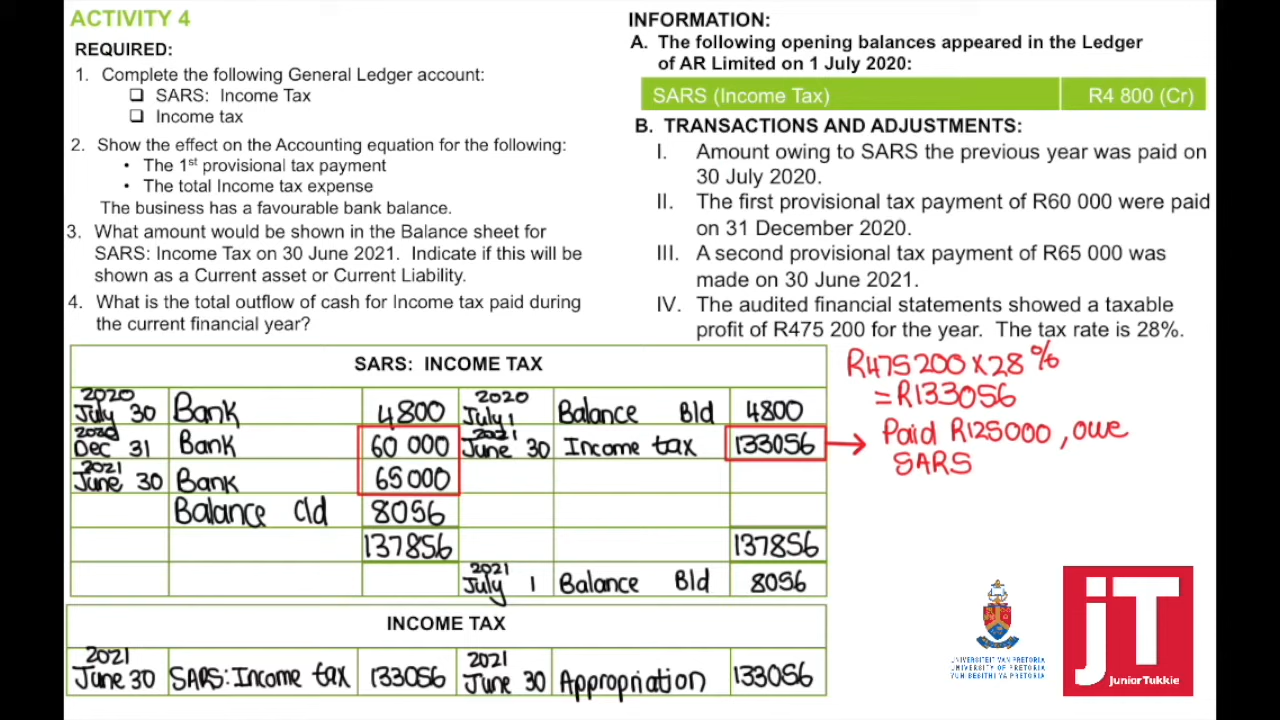 ACTIVITY 4
REQUIRED:
1. Complete the following General Ledger account:
❑ SARS: Income Tax
❑ Income tax
2. Show the effect on the Accounting equation for the following:
• The 1st provisional tax payment
• The total Income tax expense
The business has a favourable bank balance.
3. What amount would be shown in the Balance sheet for
SARS: Income Tax on 30 June 2021. Indicate if this will be
shown as a Current asset or Current Liability.
4. What is the total outflow of cash for Income tax paid during
the current financial year?
INFORMATION:
A. The following opening balances appeared in the Ledger
of AR Limited on 1 July 2020:
SARS (Income Tax) R4 800 (Cr)
B. TRANSACTIONS AND ADJUSTMENTS:
I. Amount owing to SARS the previous year was paid on
30 July 2020.
II. The first provisional tax payment of R60 000 were paid
on 31 December 2020.
III. A second provisional tax payment of R65 000 was
made on 30 June 2021.
IV. The audited financial statements showed a taxable
profit of R475 200 for the year. The tax rate is 28%.
R475 200 x 28%
= R133056
Paid R125000, owe
SARS
SARS: INCOME TAX
2020 July 30 Bank 4800 2020 July 1 Balance B/d 4800
2020 Dec 31 Bank 60 000 2021 June 30 Income tax 133056
2021 June 30 Bank 65 000
Balance C/d 8056
137856 137856
2021 July 1 Balance B/d 8056
INCOME TAX
2021 June 30 SARS: Income tax 133056 2021 June 30 Appropriation 133056
UNIVERSITEIT VAN PRETORIA
UNIVERSITY OF PRETORIA
YUNIBESITHI YA PRETORIA
jT
JuniorTukkie